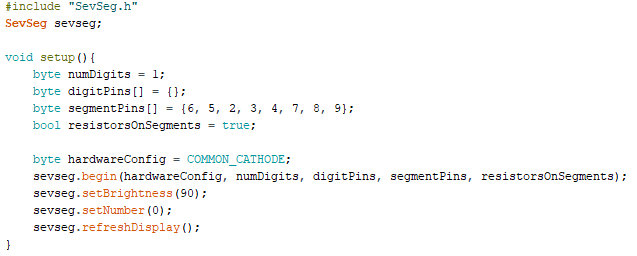 #include "SevSeg.h"
SevSeg sevseg;
void setup(){
byte numDigits = 1;
byte digitPins[] = {};
byte segmentPins[] = {6, 5, 2, 3, 4, 7, 8, 9};
bool resistorsOnSegments = true;
byte hardwareConfig = COMMON_CATHODE;
sevseg.begin(hardwareConfig, numDigits, digitPins, segmentPins, resistorsOnSegments);
sevseg.setBrightness(90);
sevseg.setNumber(0);
sevseg.refreshDisplay();
}